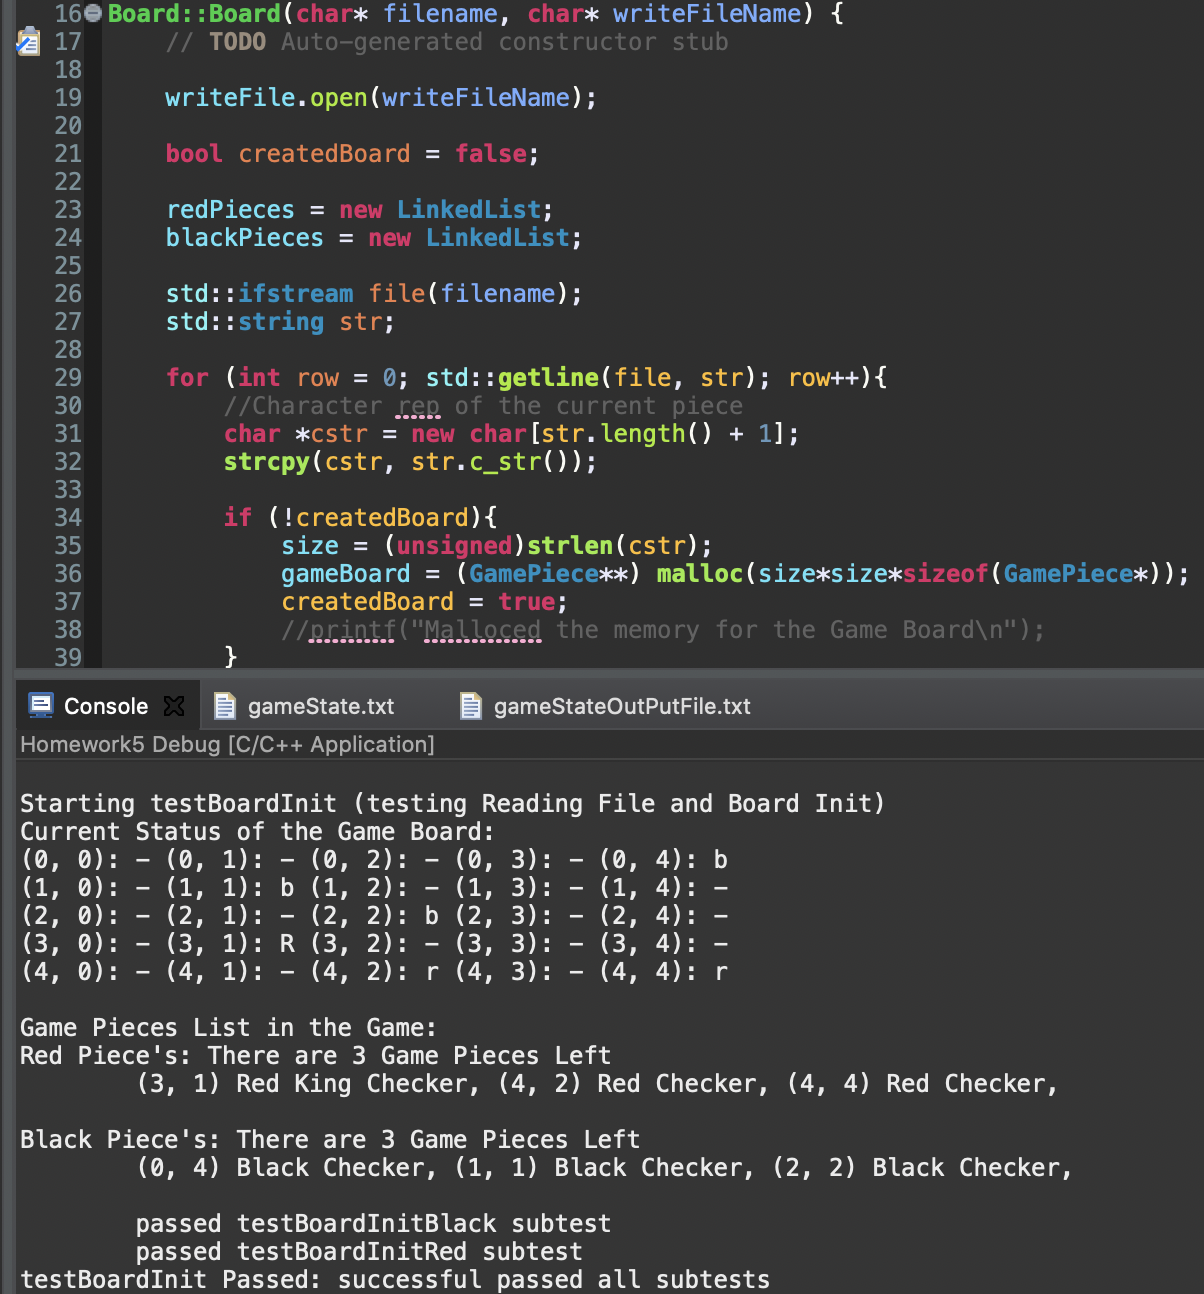 16 Board::Board(char* filename, char* writeFileName) {
17     // TODO Auto-generated constructor stub
18
19     writeFile.open(writeFileName);
20
21     bool createdBoard = false;
22
23     redPieces = new LinkedList;
24     blackPieces = new LinkedList;
25
26     std::ifstream file(filename);
27     std::string str;
28
29     for (int row = 0; std::getline(file, str); row++){
30         //Character rep of the current piece
31         char *cstr = new char[str.length() + 1];
32         strcpy(cstr, str.c_str());
33
34         if (!createdBoard){
35             size = (unsigned)strlen(cstr);
36             gameBoard = (GamePiece**) malloc(size*size*sizeof(GamePiece*));
37             createdBoard = true;
38             //printf("Malloced the memory for the Game Board\n");
39         }
Console gameState.txt gameStateOutPutFile.txt
Homework5 Debug [C/C++ Application]
Starting testBoardInit (testing Reading File and Board Init)
Current Status of the Game Board:
(0, 0): - (0, 1): - (0, 2): - (0, 3): - (0, 4): b
(1, 0): - (1, 1): b (1, 2): - (1, 3): - (1, 4): -
(2, 0): - (2, 1): - (2, 2): b (2, 3): - (2, 4): -
(3, 0): - (3, 1): R (3, 2): - (3, 3): - (3, 4): -
(4, 0): - (4, 1): - (4, 2): r (4, 3): - (4, 4): r
Game Pieces List in the Game:
Red Piece's: There are 3 Game Pieces Left
        (3, 1) Red King Checker, (4, 2) Red Checker, (4, 4) Red Checker,
Black Piece's: There are 3 Game Pieces Left
        (0, 4) Black Checker, (1, 1) Black Checker, (2, 2) Black Checker,
        passed testBoardInitBlack subtest
        passed testBoardInitRed subtest
testBoardInit Passed: successful passed all subtests